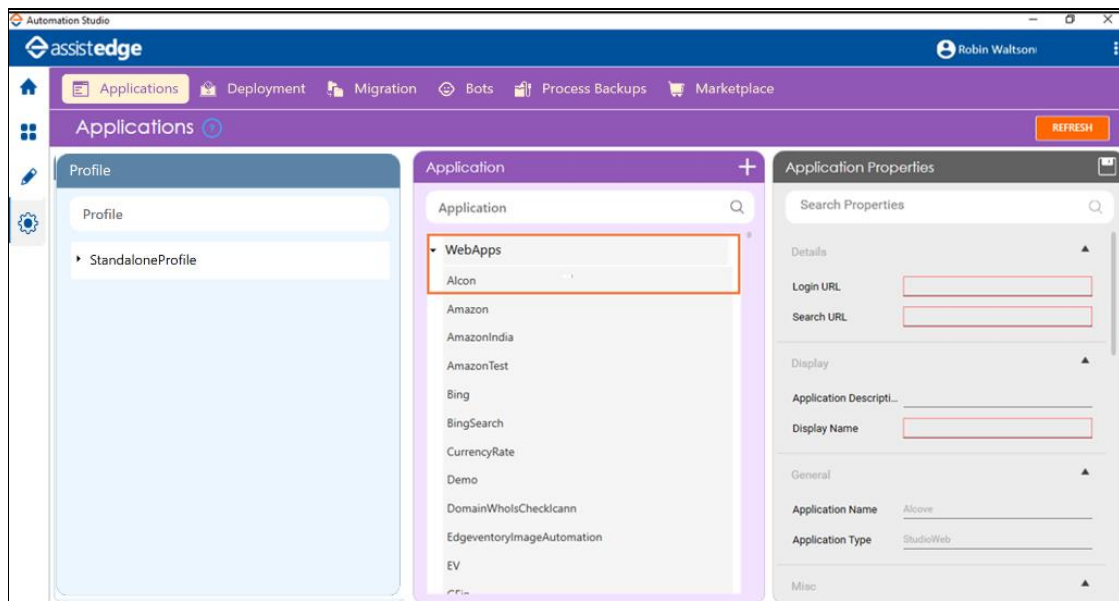 Automation Studio
assistedge
Robin Waltson
Applications Deployment Migration Bots Process Backups Marketplace
Applications ?
REFRESH
Profile
Profile
StandaloneProfile
Application +
Application
WebApps
Alcon
Amazon
AmazonIndia
AmazonTest
Bing
BingSearch
CurrencyRate
Demo
DomainWhoIsCheckIcann
EdgeventoryImageAutomation
EV
Application Properties
Search Properties
Details
Login URL
Search URL
Display
Application Descripti...
Display Name
General
Application Name Alcove
Application Type StudioWeb
Misc